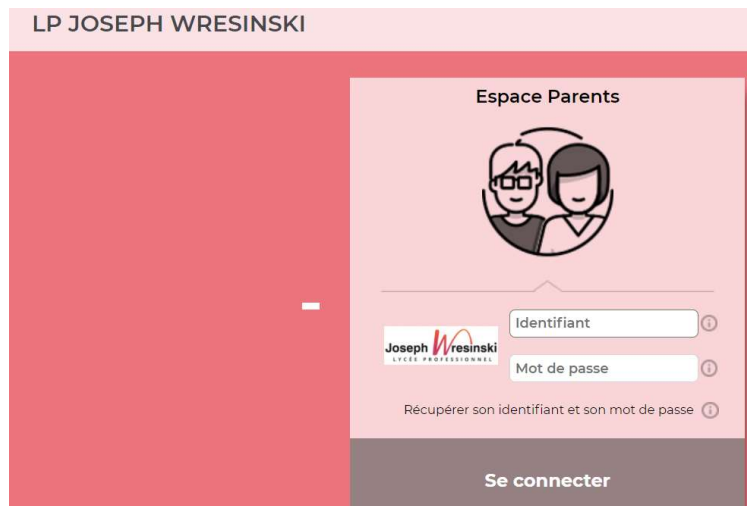 LP JOSEPH WRESINSKI
Espace Parents
Identifiant
Joseph Wresinski
LYCÉE PROFESSIONNEL
Mot de passe
Récupérer son identifiant et son mot de passe
Se connecter